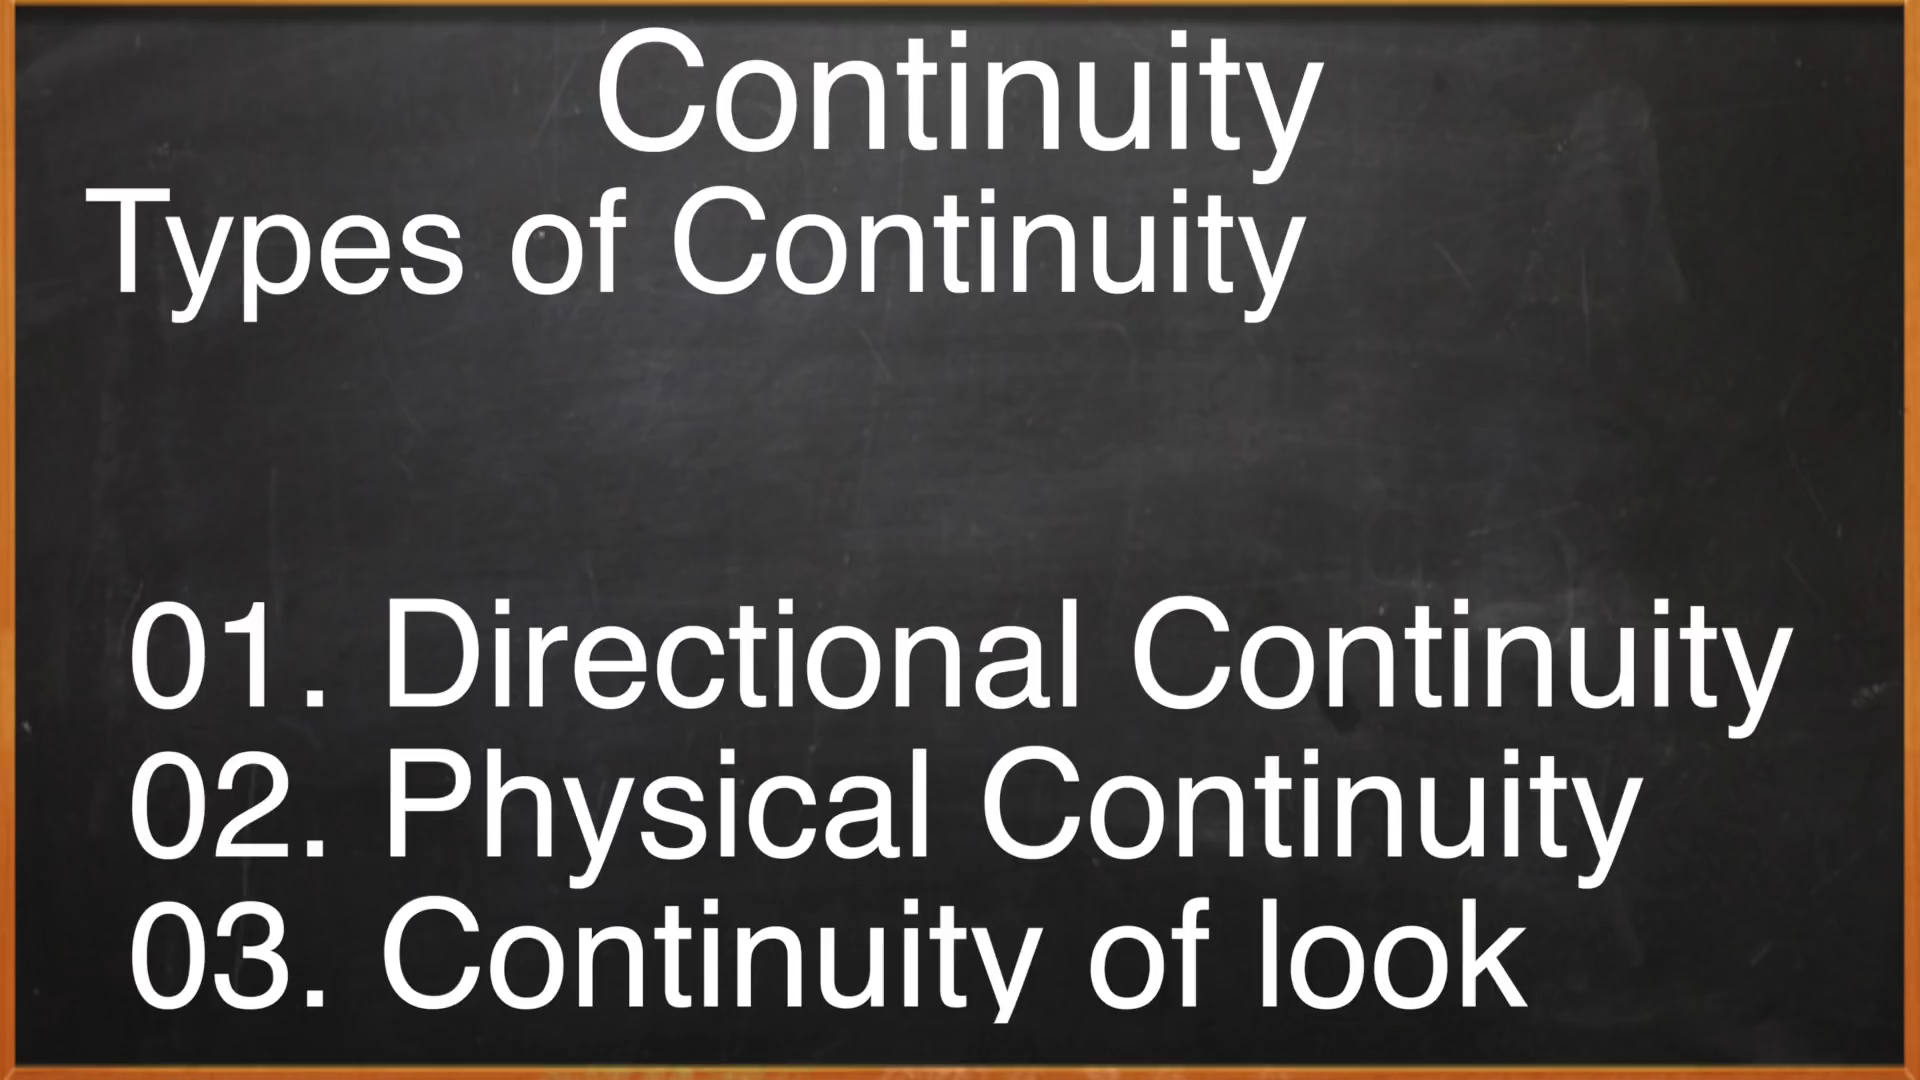 Continuity
Types of Continuity
01. Directional Continuity
02. Physical Continuity
03. Continuity of look